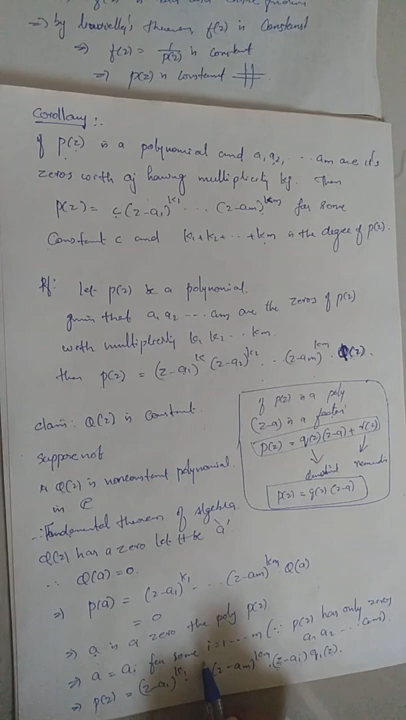 ⇒ by Liouville's theorem f(z) is constant
⇒ f(z) = 1/p(z) is constant
⇒ p(z) is constant #
Corollary :-
If p(z) is a polynomial and a₁, a₂, ... am are its
zeros with aj having multiplicity kj. Then
p(z) = c(z-a₁)^k₁ ... (z-am)^km for some
constant c and k₁+k₂+...+km is the degree of p(z).
Pf: Let p(z) be a polynomial.
given that a₁ a₂ ... am are the zeros of p(z)
with multiplicity k₁ k₂ ... km.
then p(z) = (z-a₁)^k₁ (z-a₂)^k₂ ... (z-am)^km . Q(z).
claim: Q(z) is constant.
Suppose not
Q(z) is nonconstant polynomial.
in ℂ
∴ Fundamental theorem of algebra
Q(z) has a zero let it be 'a'
∴ Q(a) = 0.
⇒ p(a) = (z-a₁)^k₁ ... (z-am)^km Q(a)
= 0
⇒ a is a zero the poly p(z)
⇒ a = ai for some i=1...m (∵ p(z) has only zeros
a₁ a₂ ... am)
⇒ p(z) = (z-a₁)^k₁ (z-am)^km . (z-ai) q₁(z).
if p(z) is a poly
(z-a) is a factor
p(z) = q(z)(z-a) + r(z)
remainder
p(z) = q(z) (z-a)